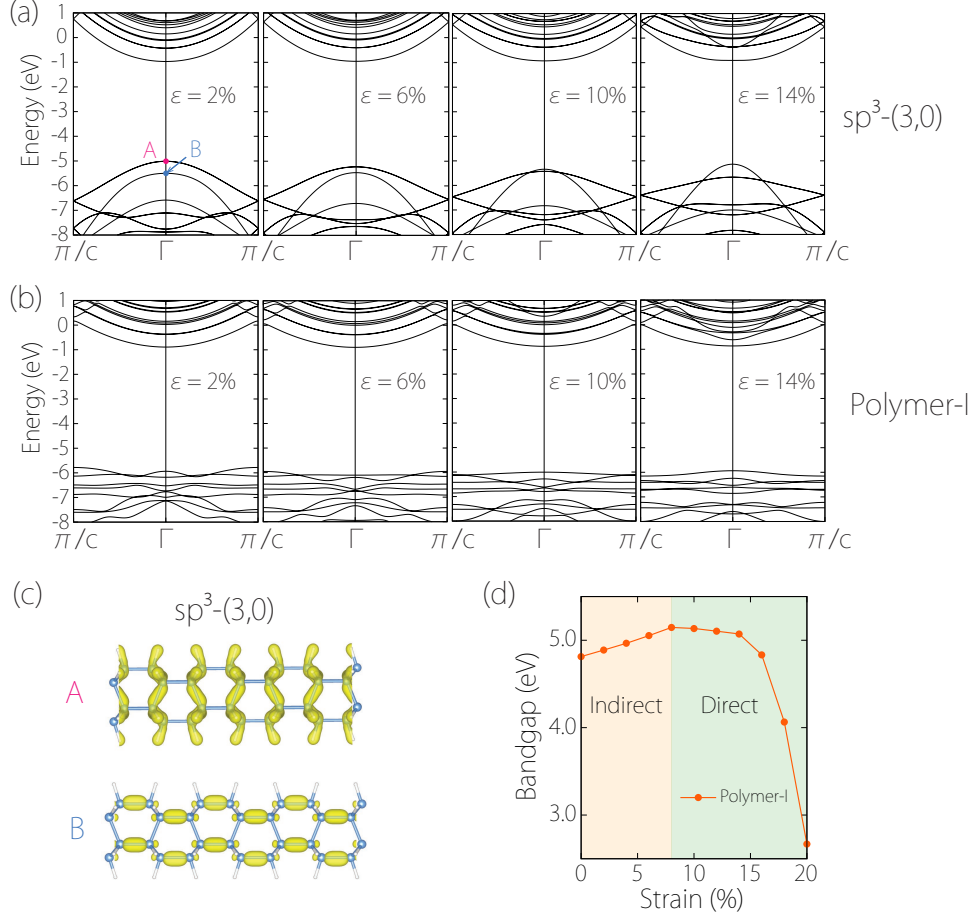 (a)
Energy (eV)
1
0
-1
-2
-3
-4
-5
-6
-7
-8
A
B
ε = 2%
ε = 6%
ε = 10%
ε = 14%
sp³-(3,0)
π/c Γ π/c Γ π/c Γ π/c Γ π/c
(b)
Energy (eV)
1
0
-1
-2
-3
-4
-5
-6
-7
-8
ε = 2%
ε = 6%
ε = 10%
ε = 14%
Polymer-I
π/c Γ π/c Γ π/c Γ π/c Γ π/c
(c)
sp³-(3,0)
A
B
(d)
Bandgap (eV)
5.0
4.0
3.0
Indirect
Direct
Polymer-I
0 5 10 15 20
Strain (%)